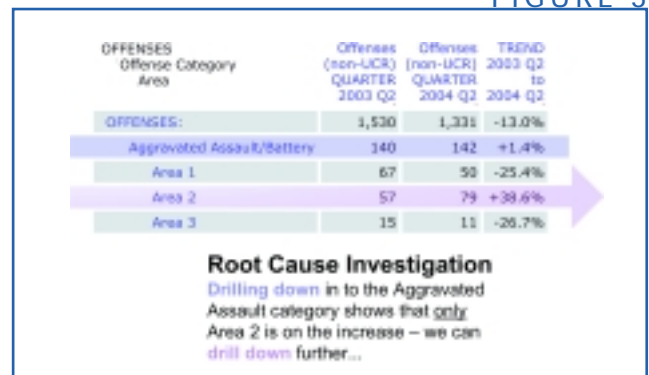 FIGURE 5
OFFENSES Offenses Offenses TREND
Offense Category (non-UCR) (non-UCR) 2003 Q2
Area QUARTER QUARTER to
2003 Q2 2004 Q2 2004 Q2
OFFENSES: 1,530 1,331 -13.0%
Aggravated Assault/Battery 140 142 +1.4%
Area 1 67 50 -25.4%
Area 2 57 79 +38.6%
Area 3 15 11 -26.7%
Root Cause Investigation
Drilling down in to the Aggravated
Assault category shows that only
Area 2 is on the increase – we can
drill down further...